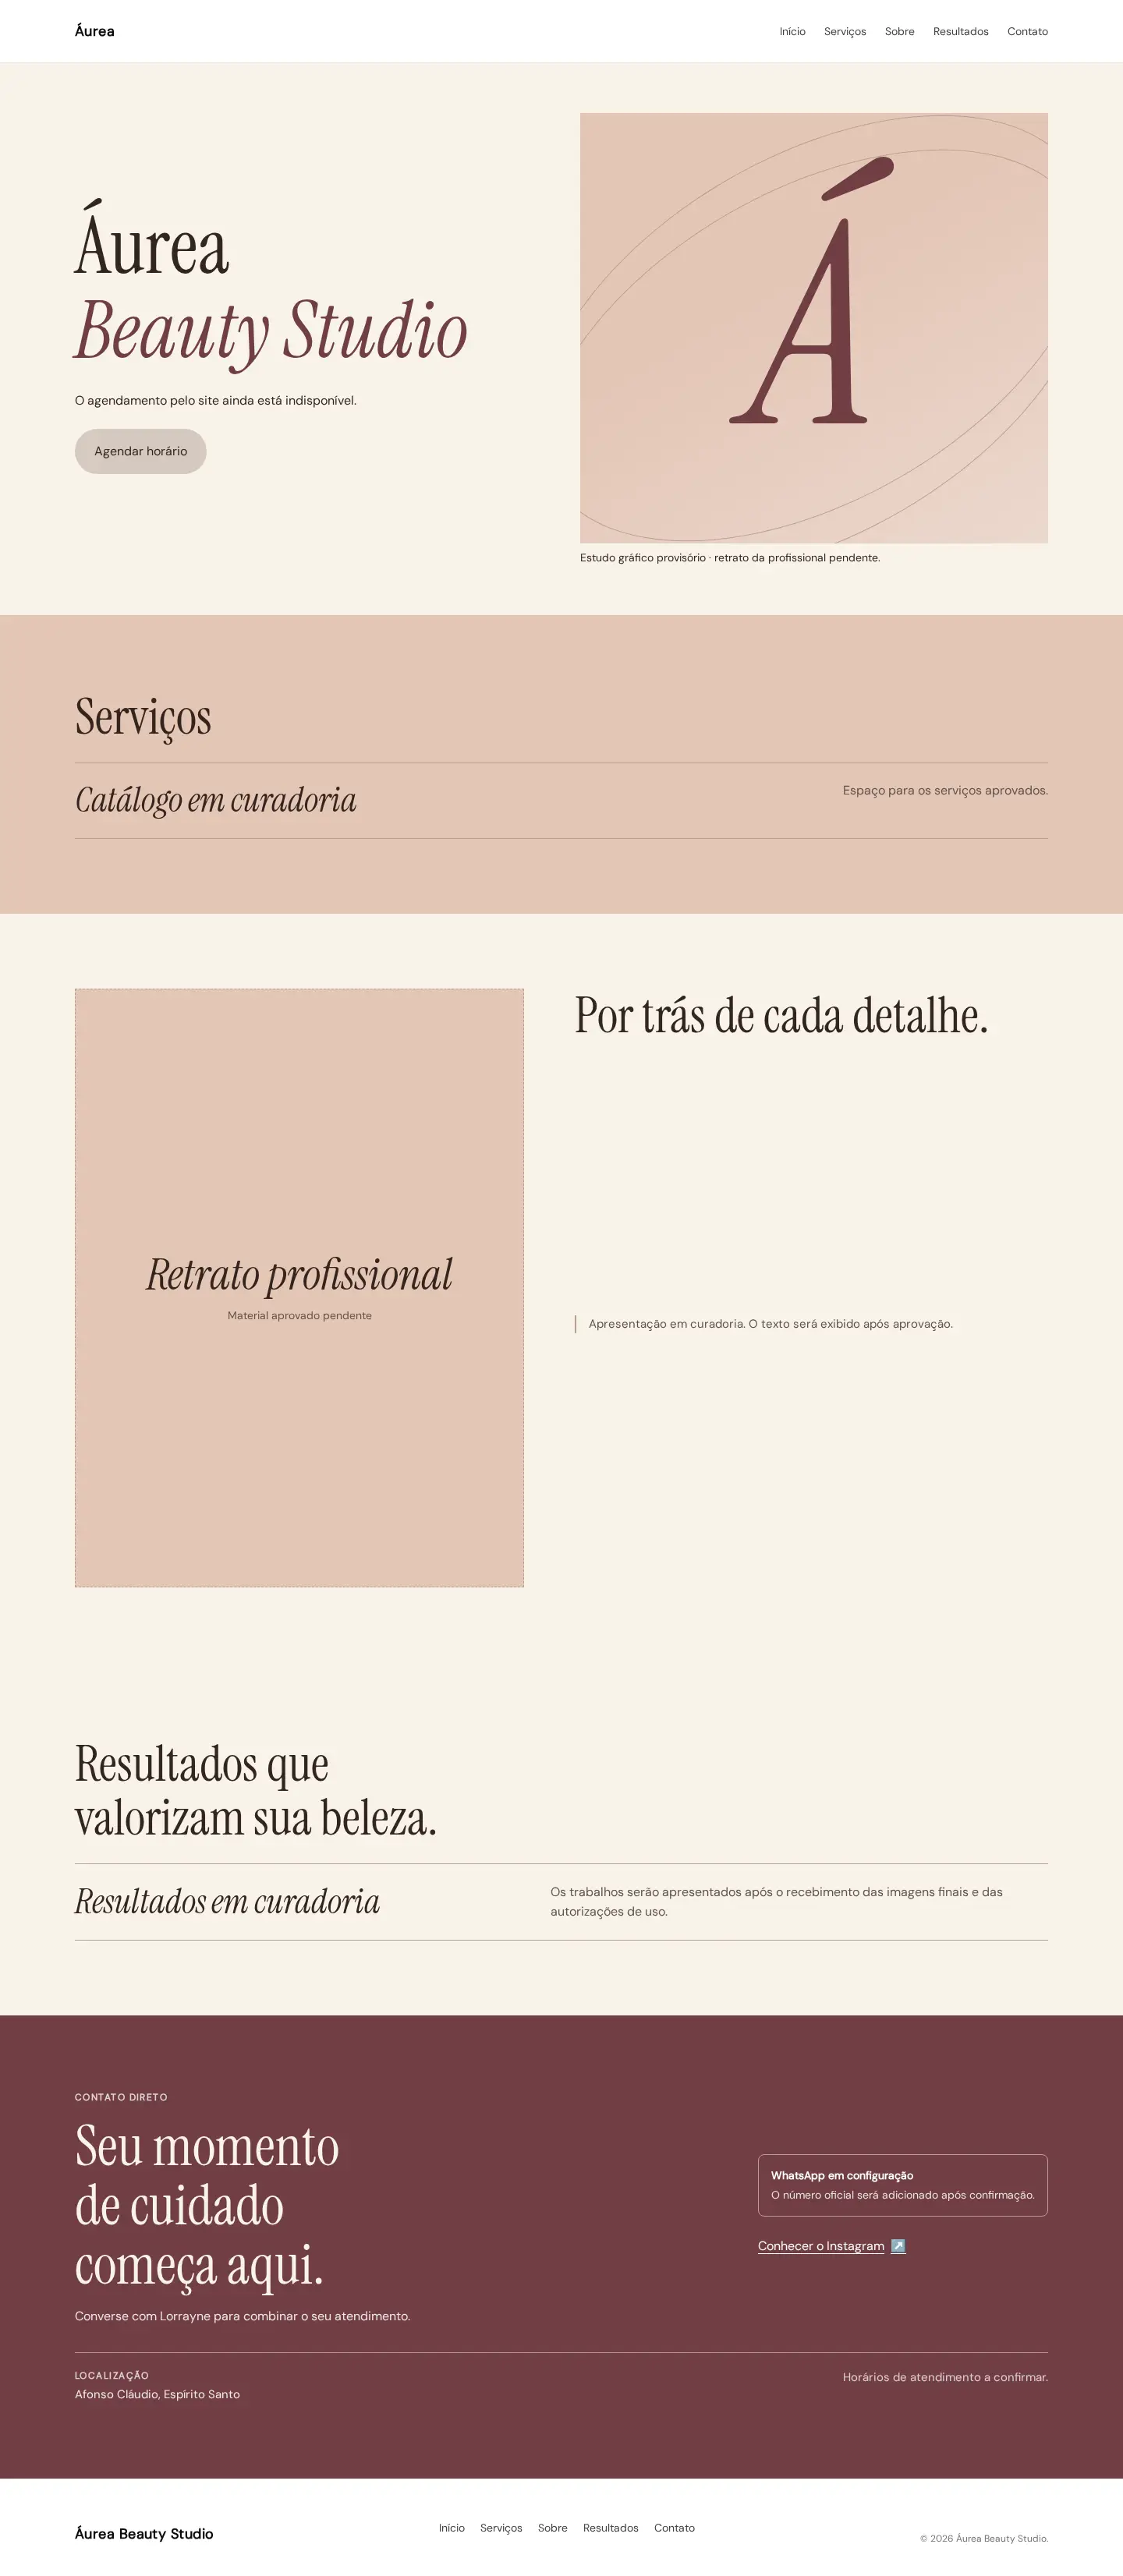 Áurea
Início Serviços Sobre Resultados Contato
Áurea
Beauty Studio
O agendamento pelo site ainda está indisponível.
Agendar horário
Á
Estudo gráfico provisório · retrato da profissional pendente.
Serviços
Catálogo em curadoria
Espaço para os serviços aprovados.
Retrato profissional
Material aprovado pendente
Por trás de cada detalhe.
Apresentação em curadoria. O texto será exibido após aprovação.
Resultados que
valorizam sua beleza.
Resultados em curadoria
Os trabalhos serão apresentados após o recebimento das imagens finais e das
autorizações de uso.
CONTATO DIRETO
Seu momento
de cuidado
começa aqui.
Converse com Lorrayne para combinar o seu atendimento.
WhatsApp em configuração
O número oficial será adicionado após confirmação.
Conhecer o Instagram ↗
LOCALIZAÇÃO
Afonso Cláudio, Espírito Santo
Horários de atendimento a confirmar.
Áurea Beauty Studio
Início Serviços Sobre Resultados Contato
© 2026 Áurea Beauty Studio.